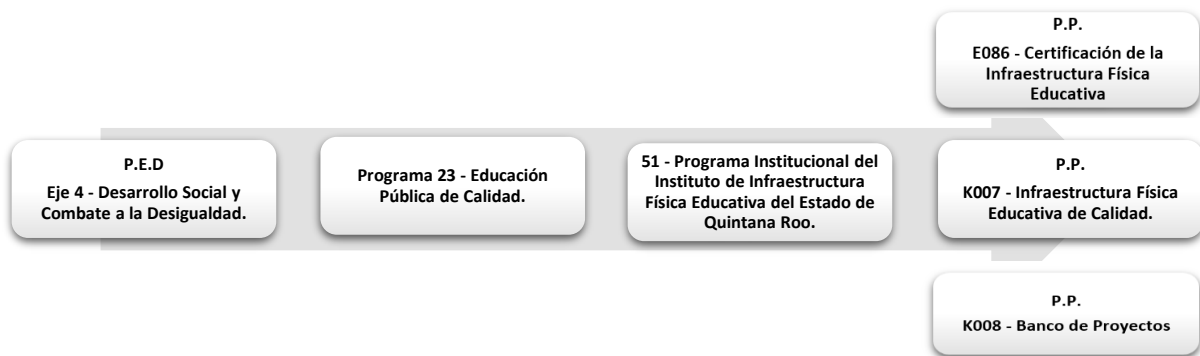 P.E.D
Eje 4 - Desarrollo Social y
Combate a la Desigualdad.
Programa 23 - Educación
Pública de Calidad.
51 - Programa Institucional del
Instituto de Infraestructura
Física Educativa del Estado de
Quintana Roo.
P.P.
E086 - Certificación de la
Infraestructura Física
Educativa
P.P.
K007 - Infraestructura Física
Educativa de Calidad.
P.P.
K008 - Banco de Proyectos